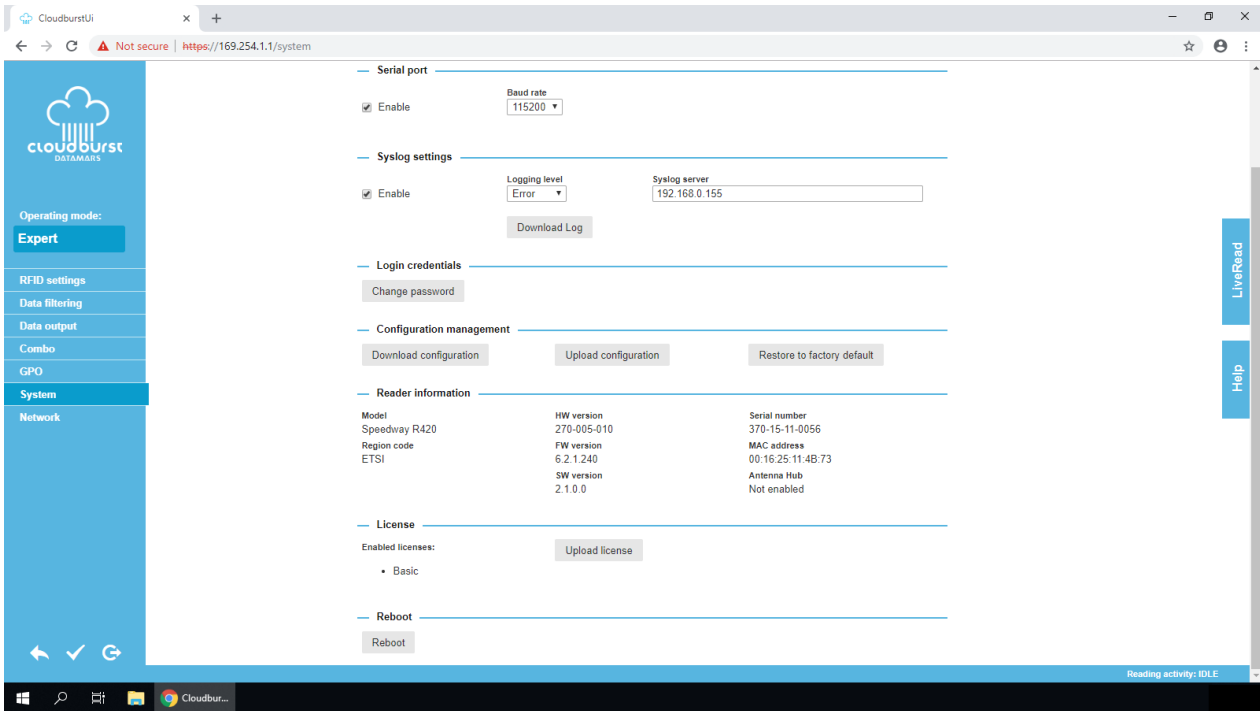 CloudburstUi
Not secure | https://169.254.1.1/system
cloudburst
DATAMARS
Operating mode:
Expert
RFID settings
Data filtering
Data output
Combo
GPO
System
Network
Serial port
Enable
Baud rate
115200
Syslog settings
Enable
Logging level
Error
Syslog server
192.168.0.155
Download Log
Login credentials
Change password
Configuration management
Download configuration
Upload configuration
Restore to factory default
Reader information
Model
Speedway R420
Region code
ETSI
HW version
270-005-010
FW version
6.2.1.240
SW version
2.1.0.0
Serial number
370-15-11-0056
MAC address
00:16:25:11:4B:73
Antenna Hub
Not enabled
License
Enabled licenses:
• Basic
Upload license
Reboot
Reboot
LiveRead
Help
Reading activity: IDLE
Cloudbur...